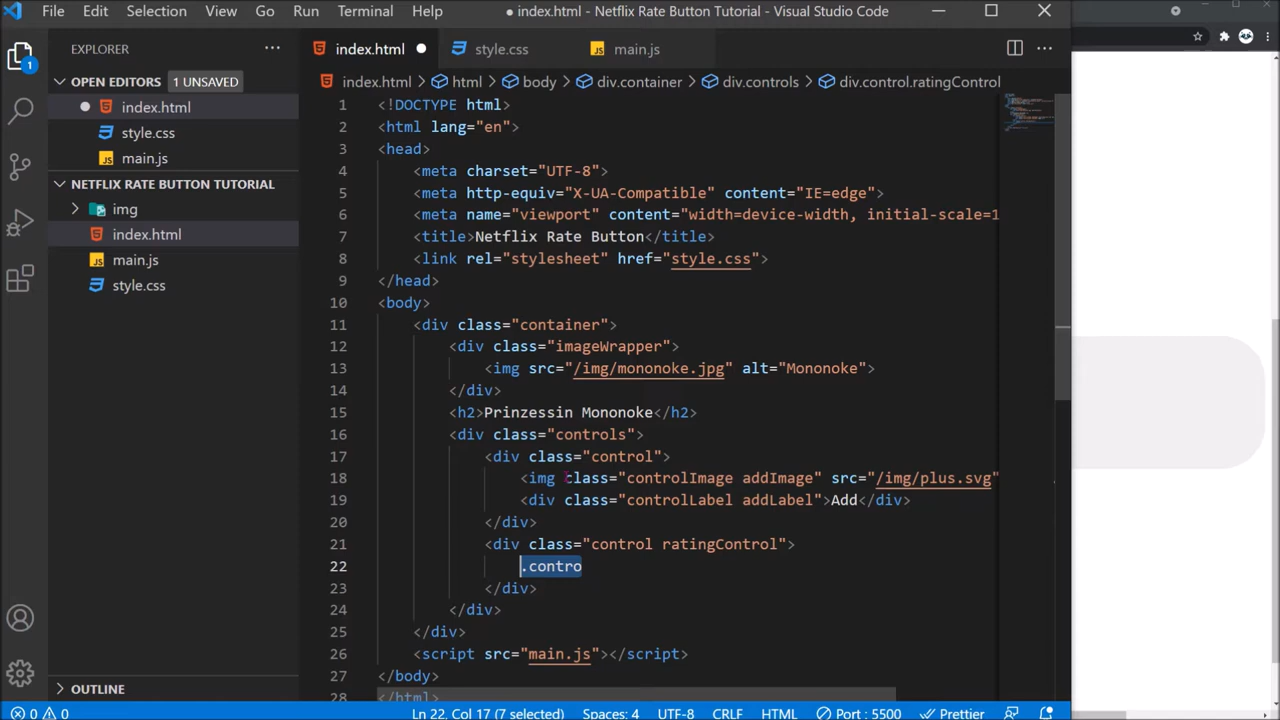 File Edit Selection View Go Run Terminal Help ● index.html - Netflix Rate Button Tutorial - Visual Studio Code
EXPLORER
index.html
style.css
main.js
1
index.html > html > body > div.container > div.controls > div.control.ratingControl
OPEN EDITORS 1 UNSAVED
index.html
style.css
main.js
NETFLIX RATE BUTTON TUTORIAL
img
index.html
main.js
style.css
OUTLINE
1 <!DOCTYPE html>
2 <html lang="en">
3 <head>
4 <meta charset="UTF-8">
5 <meta http-equiv="X-UA-Compatible" content="IE=edge">
6 <meta name="viewport" content="width=device-width, initial-scale=1
7 <title>Netflix Rate Button</title>
8 <link rel="stylesheet" href="style.css">
9 </head>
10 <body>
11 <div class="container">
12 <div class="imageWrapper">
13 <img src="/img/mononoke.jpg" alt="Mononoke">
14 </div>
15 <h2>Prinzessin Mononoke</h2>
16 <div class="controls">
17 <div class="control">
18 <img class="controlImage addImage" src="/img/plus.svg"
19 <div class="controlLabel addLabel">Add</div>
20 </div>
21 <div class="control ratingControl">
22 .contro
23 </div>
24 </div>
25 </div>
26 <script src="main.js"></script>
27 </body>
28 </html>
0 0 Ln 22, Col 17 (7 selected) Spaces: 4 UTF-8 CRLF HTML Port : 5500 Prettier